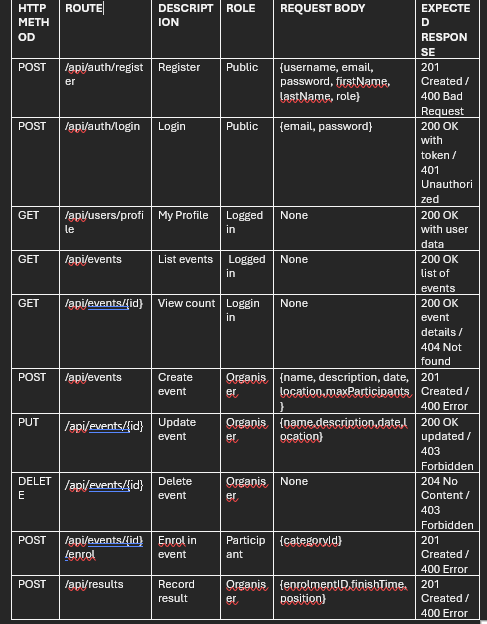 HTTP METHOD ROUTE DESCRIPTION ROLE REQUEST BODY EXPECTED RESPONSE
POST /api/auth/register Register Public {username, email, password, firstName, lastName, role} 201 Created / 400 Bad Request
POST /api/auth/login Login Public {email, password} 200 OK with token / 401 Unauthorized
GET /api/users/profile My Profile Logged in None 200 OK with user data
GET /api/events List events Logged in None 200 OK list of events
GET /api/events/{id} View count Loggin in None 200 OK event details / 404 Not found
POST /api/events Create event Organiser {name, description, date, location,maxParticipants} 201 Created / 400 Error
PUT /api/events/{id} Update event Organiser {name,description,date,location} 200 OK updated / 403 Forbidden
DELETE /api/events/{id} Delete event Organiser None 204 No Content / 403 Forbidden
POST /api/events/{id}/enrol Enrol in event Participant {categoryId} 201 Created / 400 Error
POST /api/results Record result Organiser {enrolmentID,finishTime,position} 201 Created / 400 Error